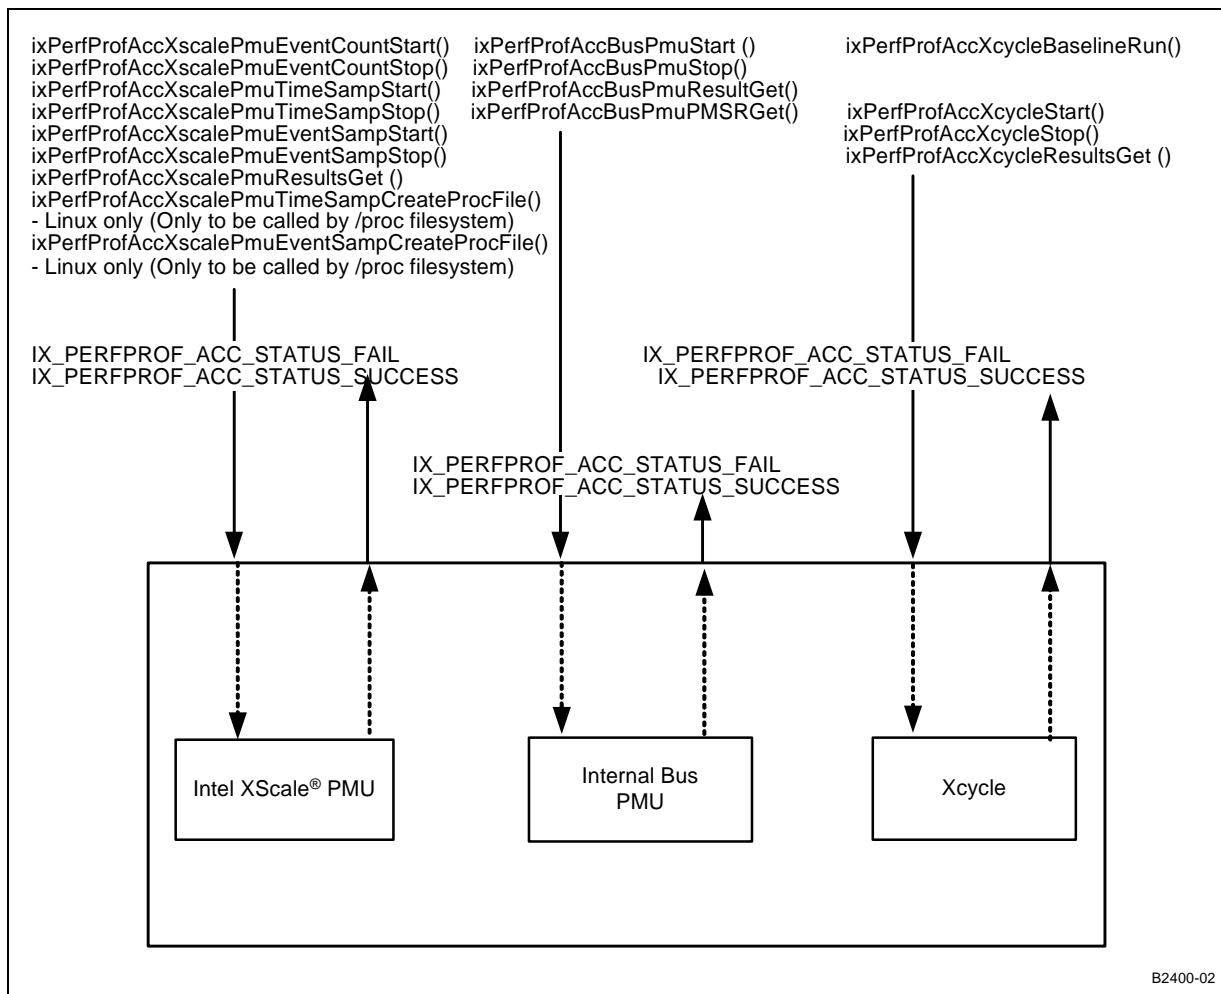 ixPerfProfAccXscalePmuEventCountStart()
ixPerfProfAccXscalePmuEventCountStop()
ixPerfProfAccXscalePmuTimeSampStart()
ixPerfProfAccXscalePmuTimeSampStop()
ixPerfProfAccXscalePmuEventSampStart()
ixPerfProfAccXscalePmuEventSampStop()
ixPerfProfAccXscalePmuResultsGet ()
ixPerfProfAccXscalePmuTimeSampCreateProcFile()
- Linux only (Only to be called by /proc filesystem)
ixPerfProfAccXscalePmuEventSampCreateProcFile()
- Linux only (Only to be called by /proc filesystem)
ixPerfProfAccBusPmuStart ()
ixPerfProfAccBusPmuStop()
ixPerfProfAccBusPmuResultGet()
ixPerfProfAccBusPmuPMSRGet()
ixPerfProfAccXcycleBaselineRun()
ixPerfProfAccXcycleStart()
ixPerfProfAccXcycleStop()
ixPerfProfAccXcycleResultsGet ()
IX_PERFPROF_ACC_STATUS_FAIL
IX_PERFPROF_ACC_STATUS_SUCCESS
IX_PERFPROF_ACC_STATUS_FAIL
IX_PERFPROF_ACC_STATUS_SUCCESS
IX_PERFPROF_ACC_STATUS_FAIL
IX_PERFPROF_ACC_STATUS_SUCCESS
Intel XScale® PMU
Internal Bus
PMU
Xcycle
B2400-02